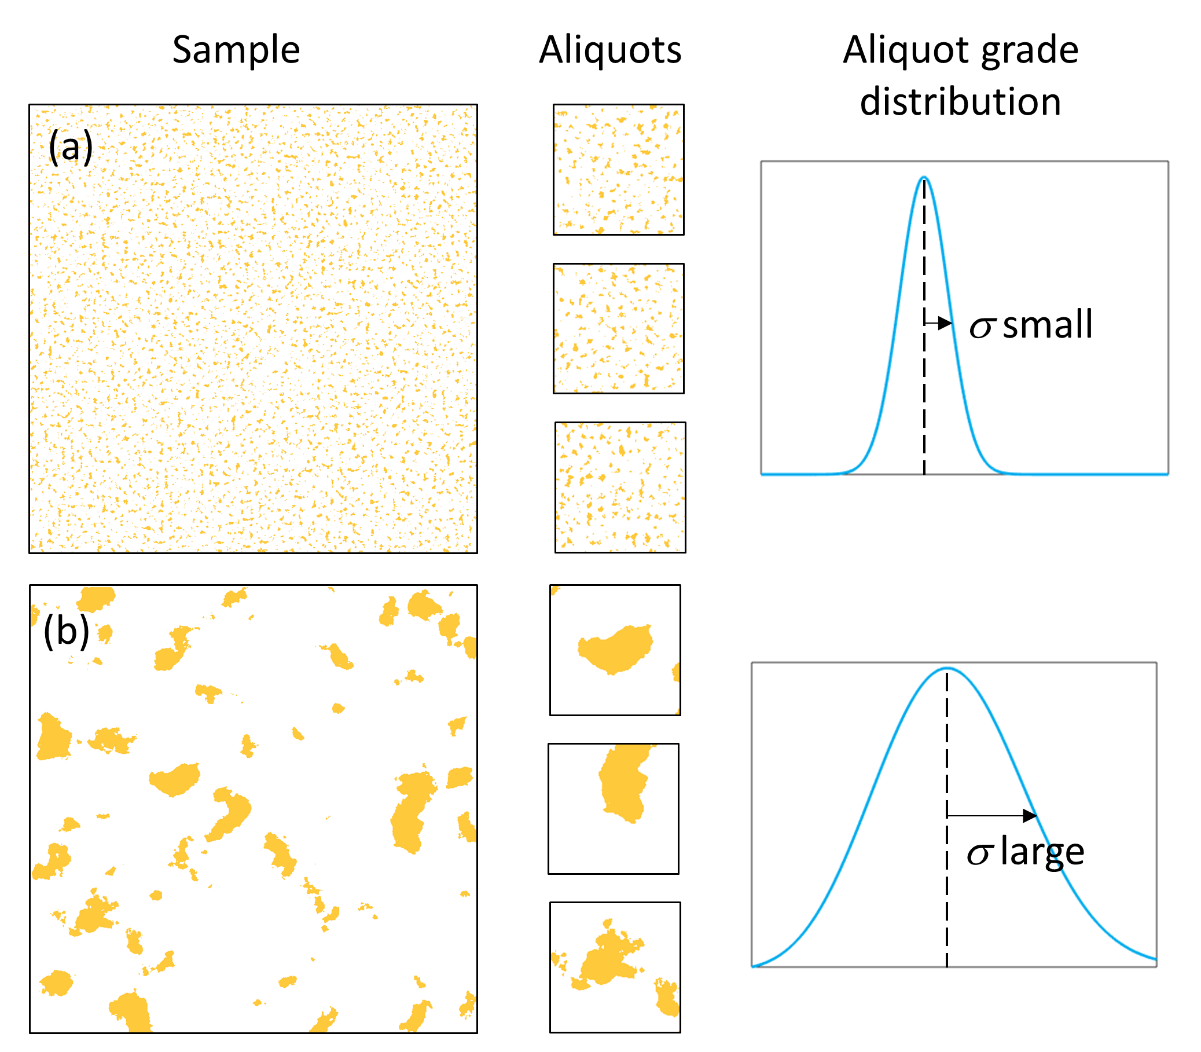 Sample
Aliquots
Aliquot grade
distribution
(a)
σ small
(b)
σ large